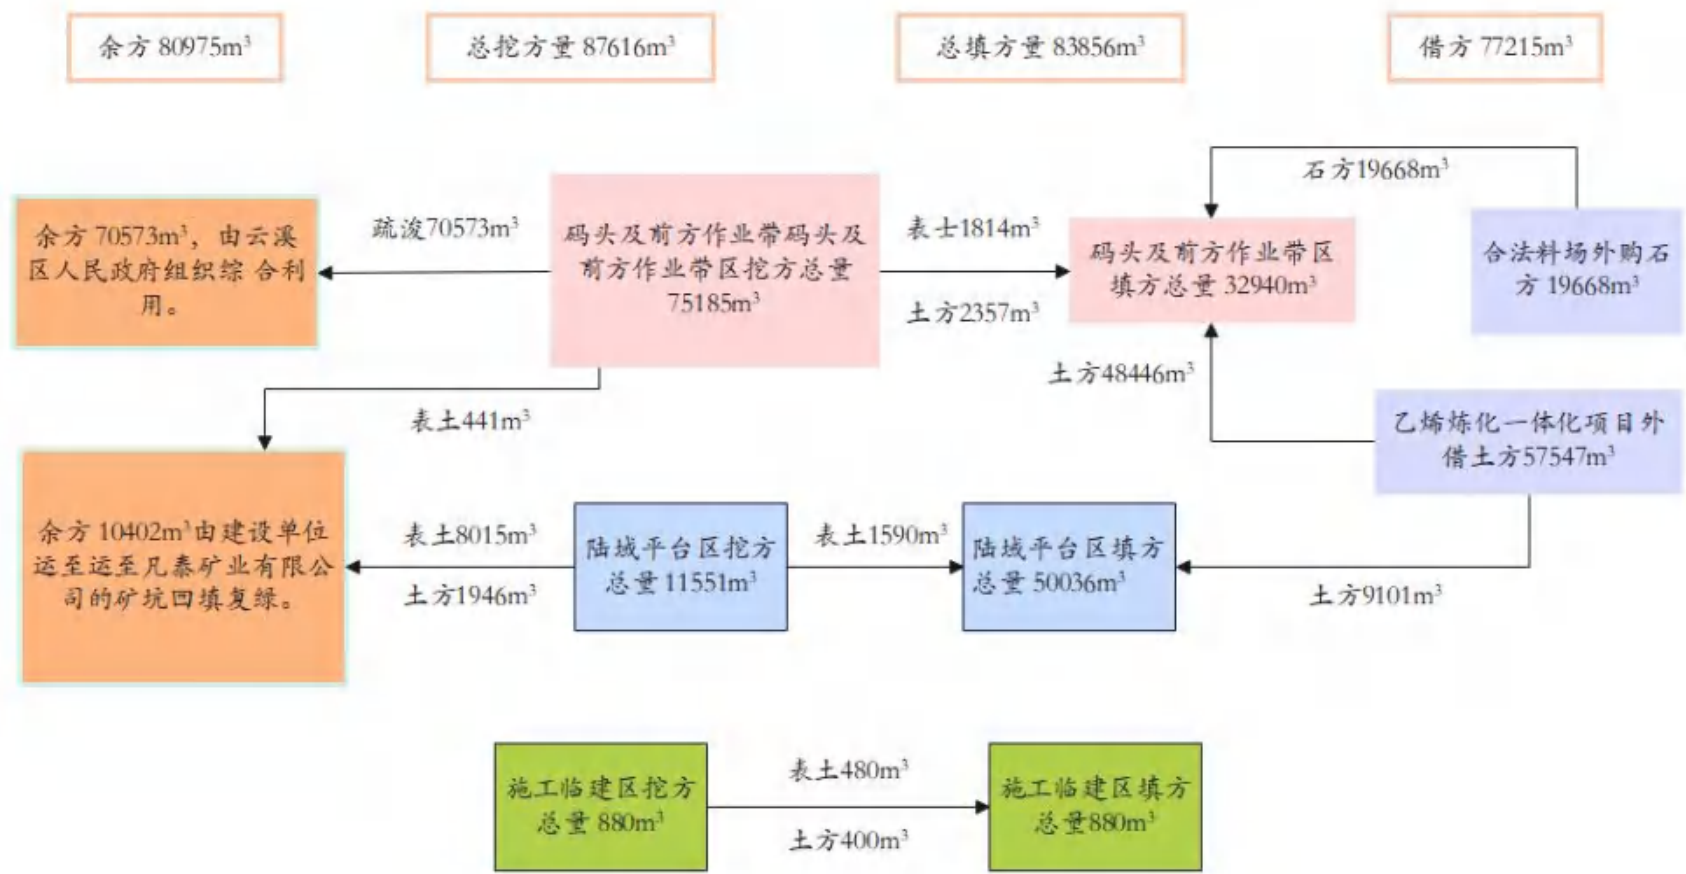 余方 80975m³
总挖方量 87616m³
总填方量 83856m³
借方 77215m³
石方19668m³
余方 70573m³，由云溪
区人民政府组织综 合利
用。
疏浚70573m³
码头及前方作业带码头及
前方作业带区挖方总量
75185m³
表士1814m³
土方2357m³
码头及前方作业带区
填方总量 32940m³
合法料场外购石
方 19668m³
土方48446m³
表土441m³
乙烯炼化一体化项目外
借土方57547m³
余方 10402m³由建设单位
运至运至凡泰矿业有限公
司的矿坑回填复绿。
表土8015m³
土方1946m³
陆域平台区挖方
总量 11551m³
表土1590m³
陆域平台区填方
总量 50036m³
土方9101m³
施工临建区挖方
总量 880m³
表土480m³
土方400m³
施工临建区填方
总量880m³